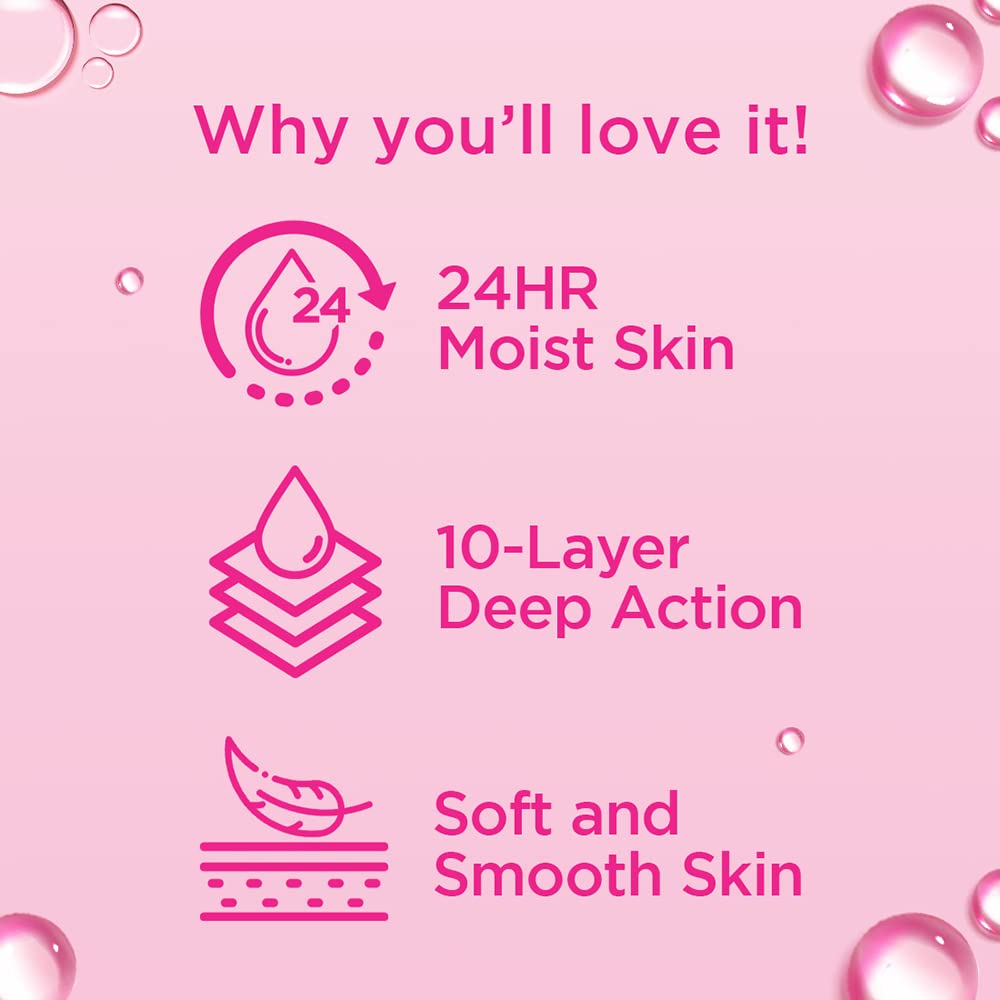 Why you’ll love it!
24
24HR
Moist Skin
10-Layer
Deep Action
Soft and
Smooth Skin